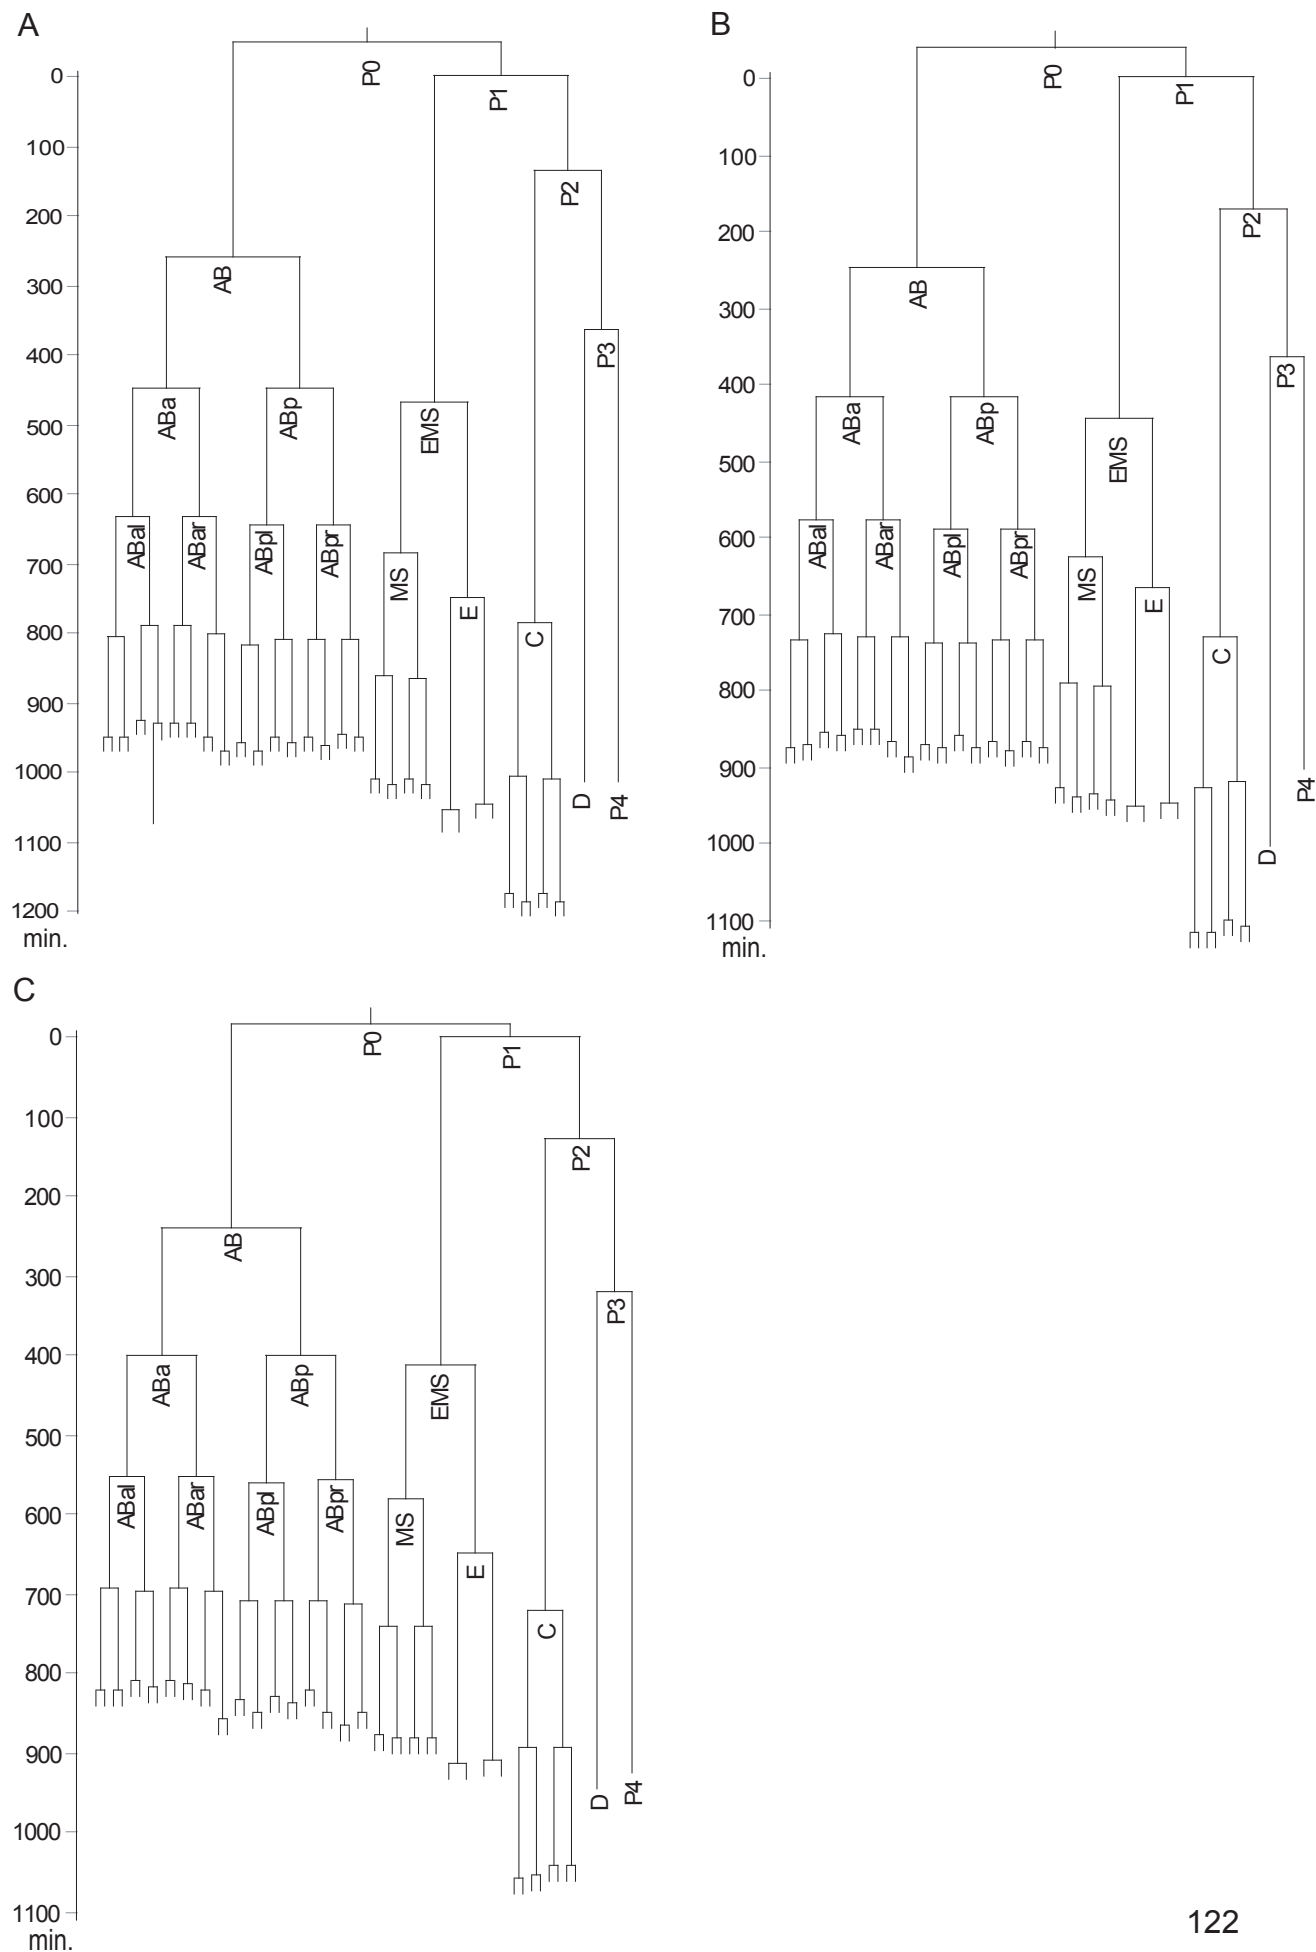 A
P0
P1
P2
P3
AB
ABa
ABp
EMS
ABal
ABar
ABpl
ABpr
MS
E
C
D
P4
0
100
200
300
400
500
600
700
800
900
1000
1100
1200
min.
B
P0
P1
P2
P3
AB
ABa
ABp
EMS
ABal
ABar
ABpl
ABpr
MS
E
C
D
P4
0
100
200
300
400
500
600
700
800
900
1000
1100
min.
C
P0
P1
P2
P3
AB
ABa
ABp
EMS
ABal
ABar
ABpl
ABpr
MS
E
C
D
P4
0
100
200
300
400
500
600
700
800
900
1000
1100
min.
122